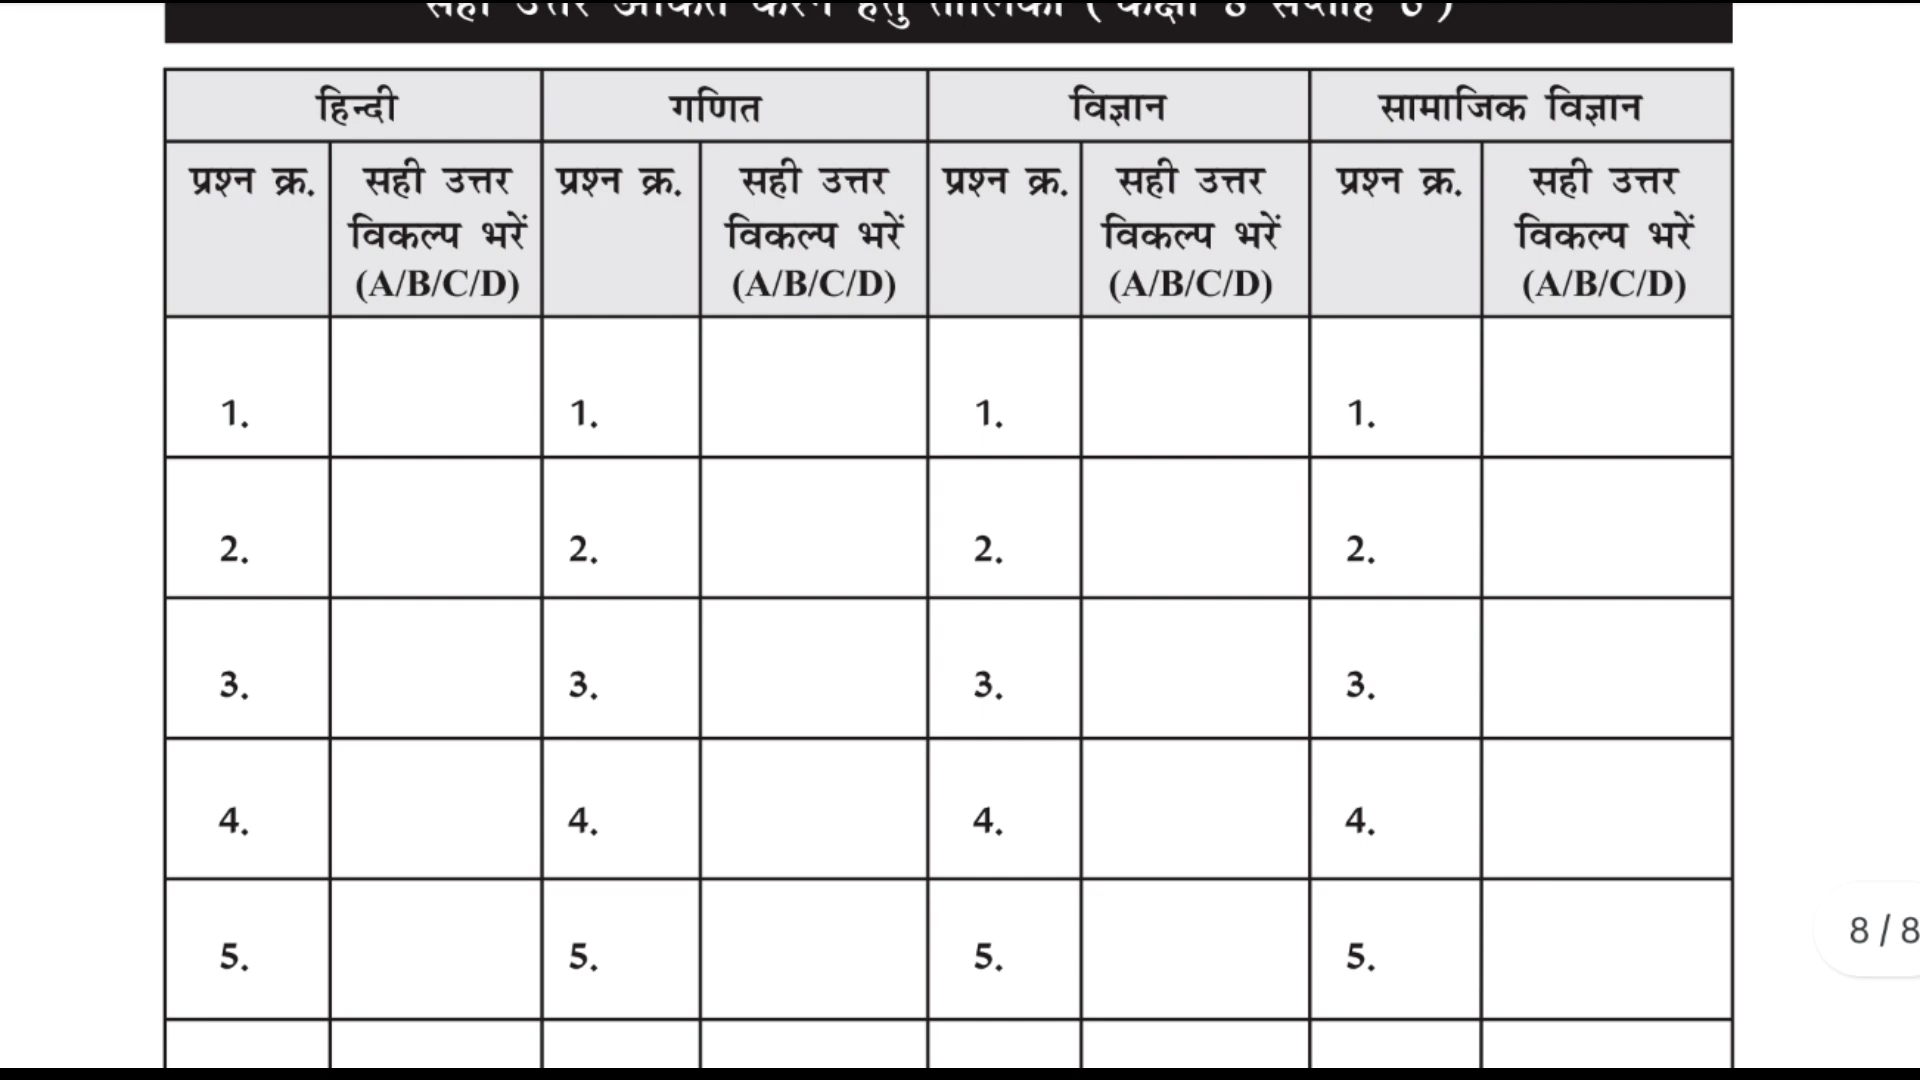 हिन्दी गणित विज्ञान सामाजिक विज्ञान
प्रश्न क्र. सही उत्तर विकल्प भरें (A/B/C/D) प्रश्न क्र. सही उत्तर विकल्प भरें (A/B/C/D) प्रश्न क्र. सही उत्तर विकल्प भरें (A/B/C/D) प्रश्न क्र. सही उत्तर विकल्प भरें (A/B/C/D)
1. 1. 1. 1.
2. 2. 2. 2.
3. 3. 3. 3.
4. 4. 4. 4.
5. 5. 5. 5.
8 / 8